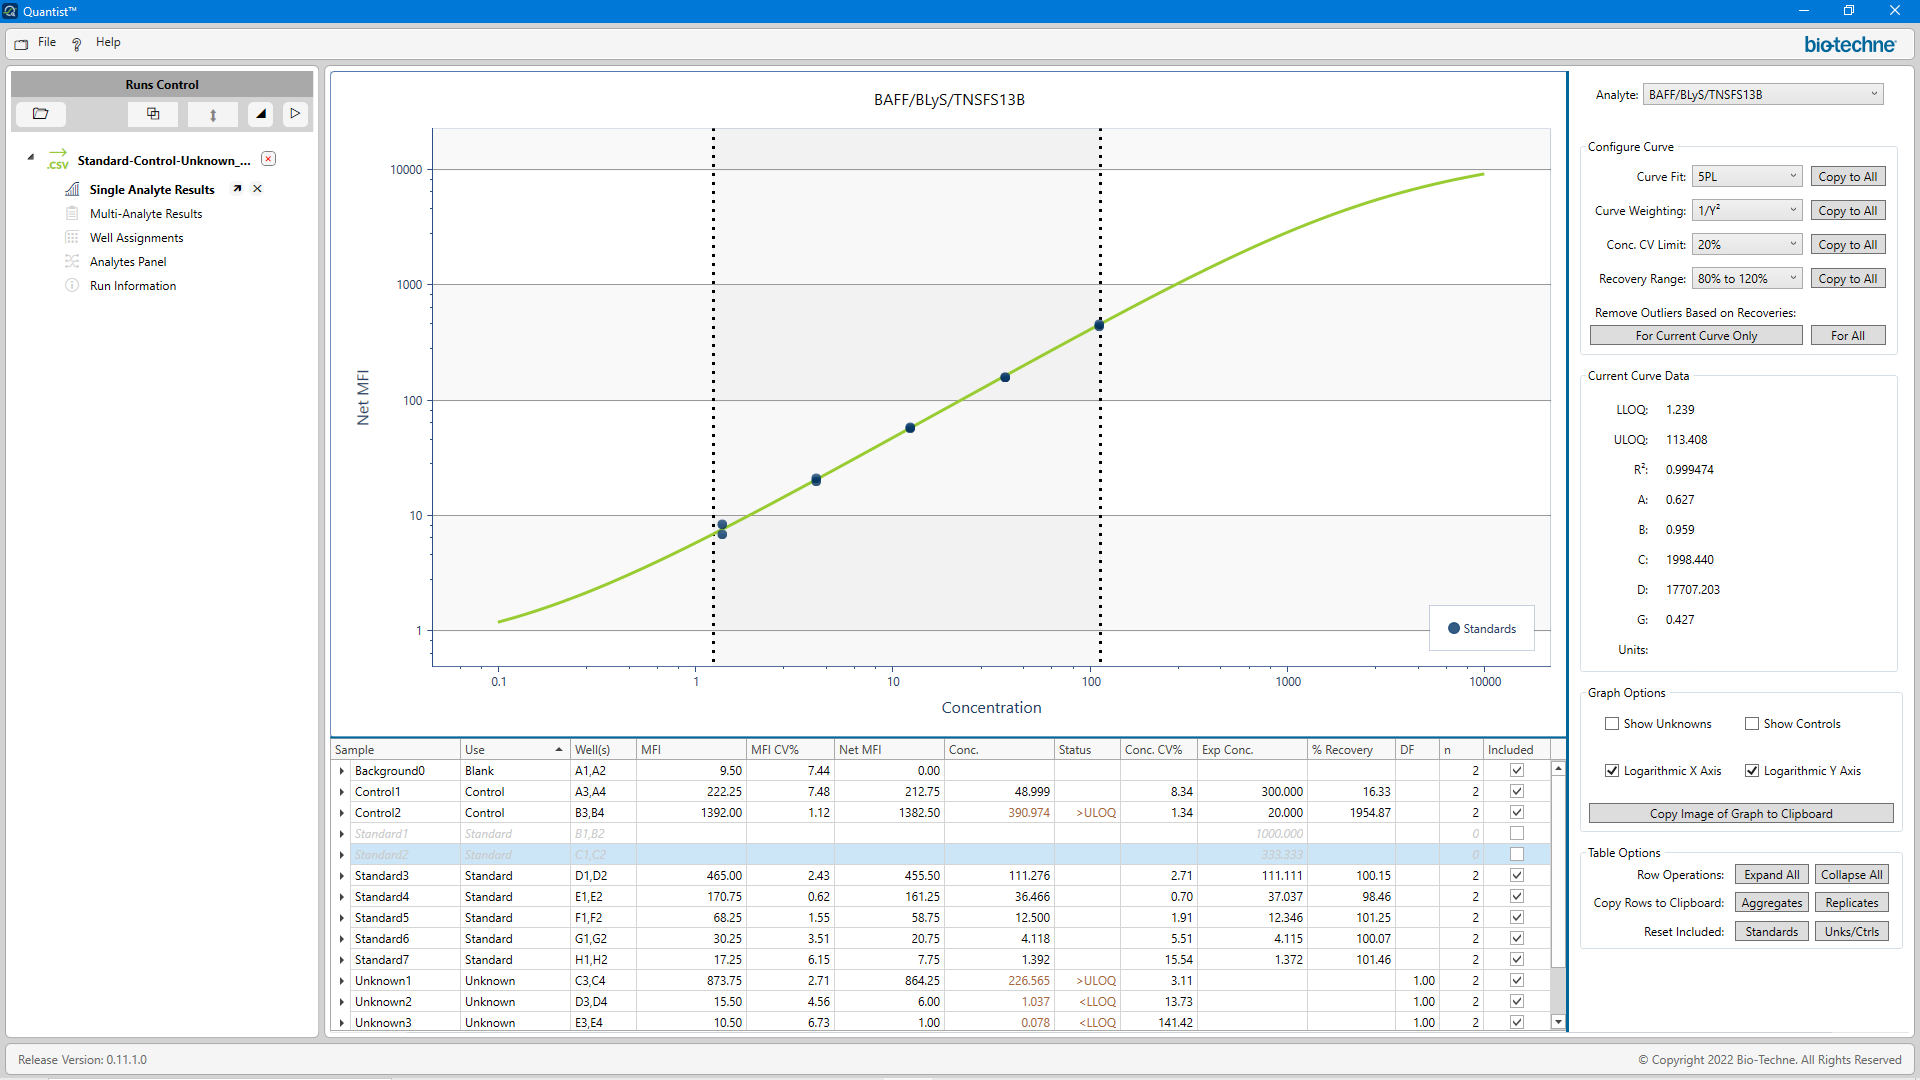 Quantist™
File
Help
bio-techne
Runs Control
.CSV
Standard-Control-Unknown_...
Single Analyte Results
Multi-Analyte Results
Well Assignments
Analytes Panel
Run Information
BAFF/BLyS/TNSFS13B
Net MFI
10000
1000
100
10
1
0.1 1 10 100 1000 10000
Concentration
Standards
Sample Use Well(s) MFI MFI CV% Net MFI Conc. Status Conc. CV% Exp Conc. % Recovery DF n Included
Background0 Blank A1,A2 9.50 7.44 0.00 2
Control1 Control A3,A4 222.25 7.48 212.75 48.999 8.34 300.000 16.33 2
Control2 Control B3,B4 1392.00 1.12 1382.50 390.974 >ULOQ 1.34 20.000 1954.87 2
Standard1 Standard B1,B2 1000.000 0
Standard2 Standard C1,C2 333.333 0
Standard3 Standard D1,D2 465.00 2.43 455.50 111.276 2.71 111.111 100.15 2
Standard4 Standard E1,E2 170.75 0.62 161.25 36.466 0.70 37.037 98.46 2
Standard5 Standard F1,F2 68.25 1.55 58.75 12.500 1.91 12.346 101.25 2
Standard6 Standard G1,G2 30.25 3.51 20.75 4.118 5.51 4.115 100.07 2
Standard7 Standard H1,H2 17.25 6.15 7.75 1.392 15.54 1.372 101.46 2
Unknown1 Unknown C3,C4 873.75 2.71 864.25 226.565 >ULOQ 3.11 1.00 2
Unknown2 Unknown D3,D4 15.50 4.56 6.00 1.037 <LLOQ 13.73 1.00 2
Unknown3 Unknown E3,E4 10.50 6.73 1.00 0.078 <LLOQ 141.42 1.00 2
Analyte: BAFF/BLyS/TNSFS13B
Configure Curve
Curve Fit: 5PL Copy to All
Curve Weighting: 1/Y² Copy to All
Conc. CV Limit: 20% Copy to All
Recovery Range: 80% to 120% Copy to All
Remove Outliers Based on Recoveries:
For Current Curve Only For All
Current Curve Data
LLOQ: 1.239
ULOQ: 113.408
R²: 0.999474
A: 0.627
B: 0.959
C: 1998.440
D: 17707.203
G: 0.427
Units:
Graph Options
Show Unknowns Show Controls
Logarithmic X Axis Logarithmic Y Axis
Copy Image of Graph to Clipboard
Table Options
Row Operations: Expand All Collapse All
Copy Rows to Clipboard: Aggregates Replicates
Reset Included: Standards Unks/Ctrls
Release Version: 0.11.1.0
© Copyright 2022 Bio-Techne. All Rights Reserved